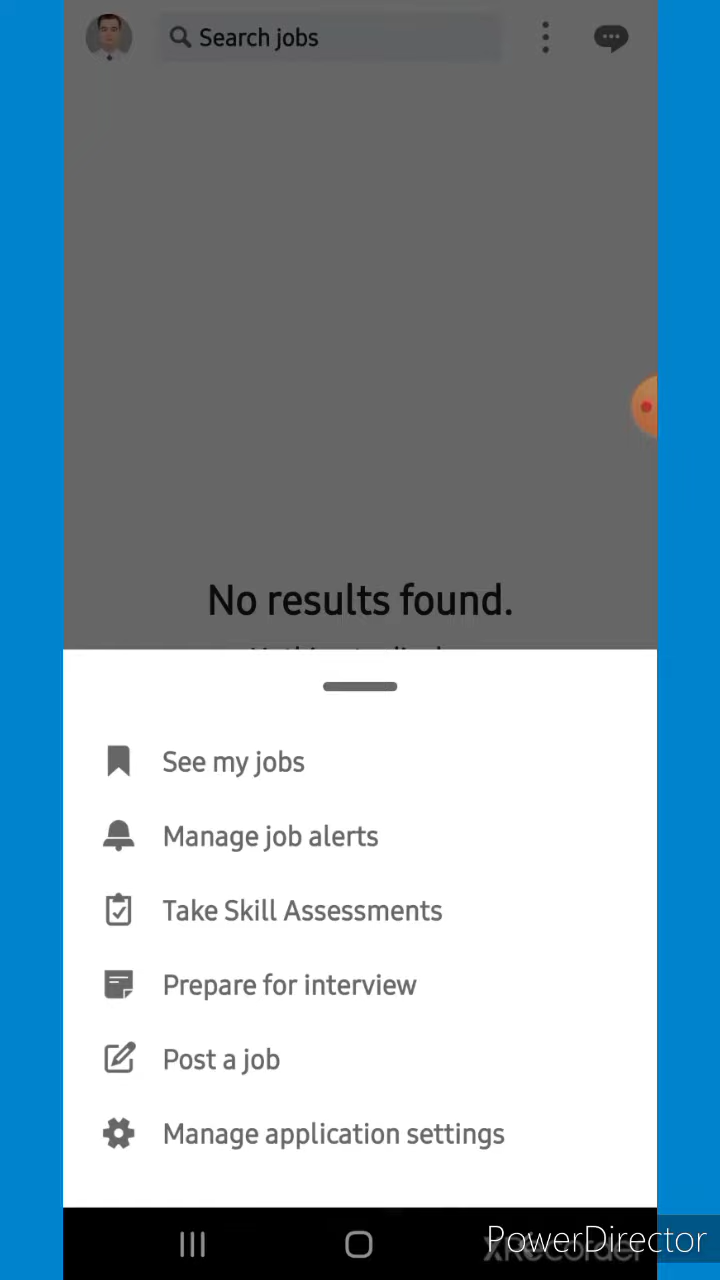 Search jobs
No results found.
See my jobs
Manage job alerts
Take Skill Assessments
Prepare for interview
Post a job
Manage application settings
PowerDirector
XRecorder